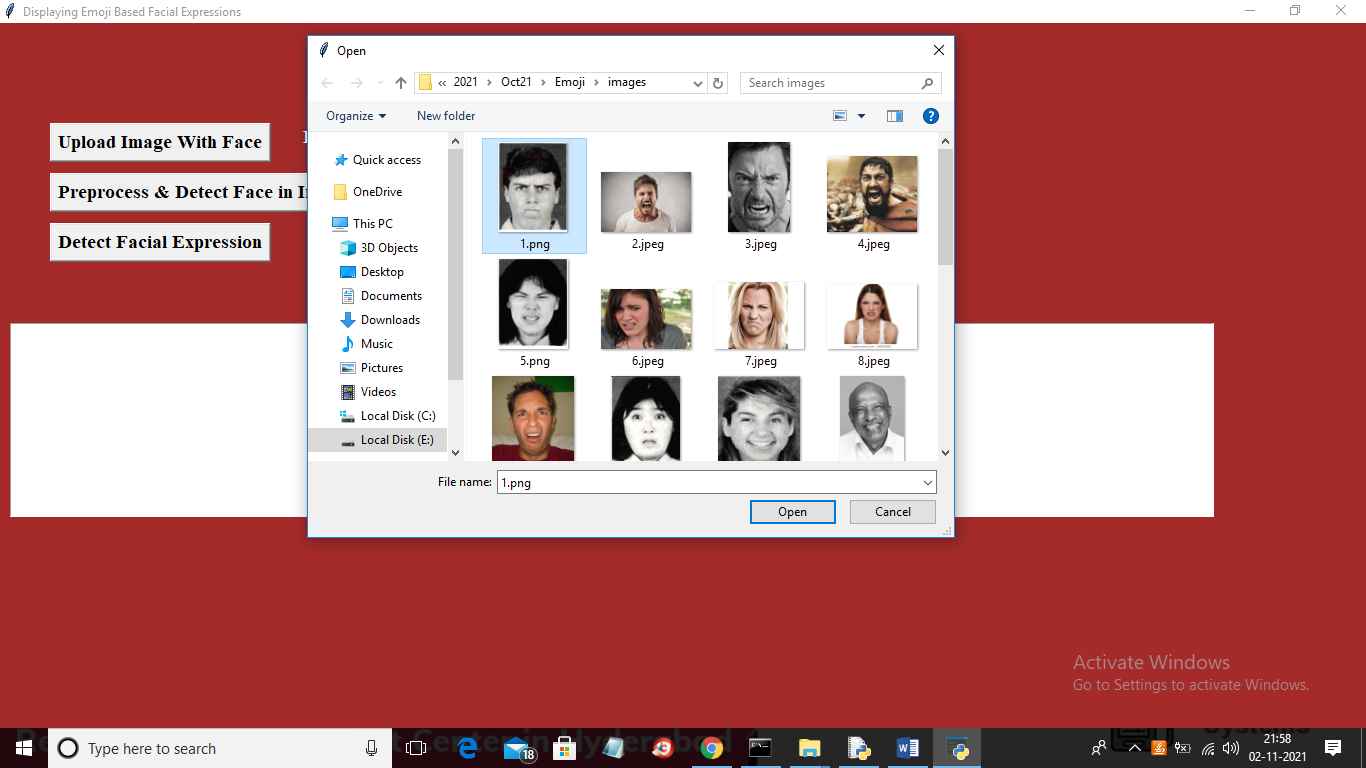 Displaying Emoji Based Facial Expressions
Open
« 2021 › Oct21 › Emoji › images
Search images
Organize
New folder
Upload Image With Face
Preprocess & Detect Face in
Detect Facial Expression
Quick access
OneDrive
This PC
3D Objects
Desktop
Documents
Downloads
Music
Pictures
Videos
Local Disk (C:)
Local Disk (E:)
1.png
2.jpeg
3.jpeg
4.jpeg
5.png
6.jpeg
7.jpeg
8.jpeg
File name:
1.png
Open
Cancel
Activate Windows
Go to Settings to activate Windows.
Type here to search
18
21:58
02-11-2021